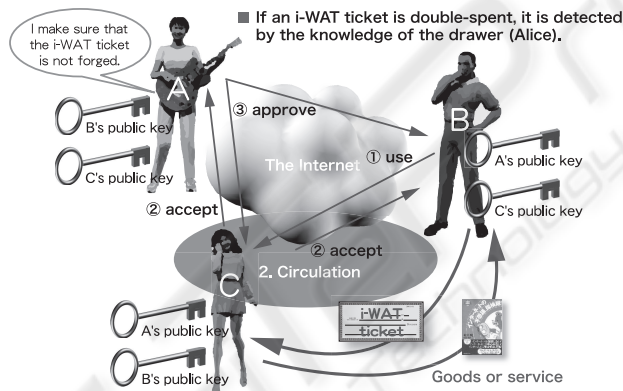 I make sure that
the i-WAT ticket
is not forged.
■ If an i-WAT ticket is double-spent, it is detected
by the knowledge of the drawer (Alice).
A
B's public key
C's public key
③ approve
B
① use
A's public key
C's public key
The Internet
② accept
② accept
2. Circulation
C
A's public key
B's public key
i-WAT
ticket
Goods or service